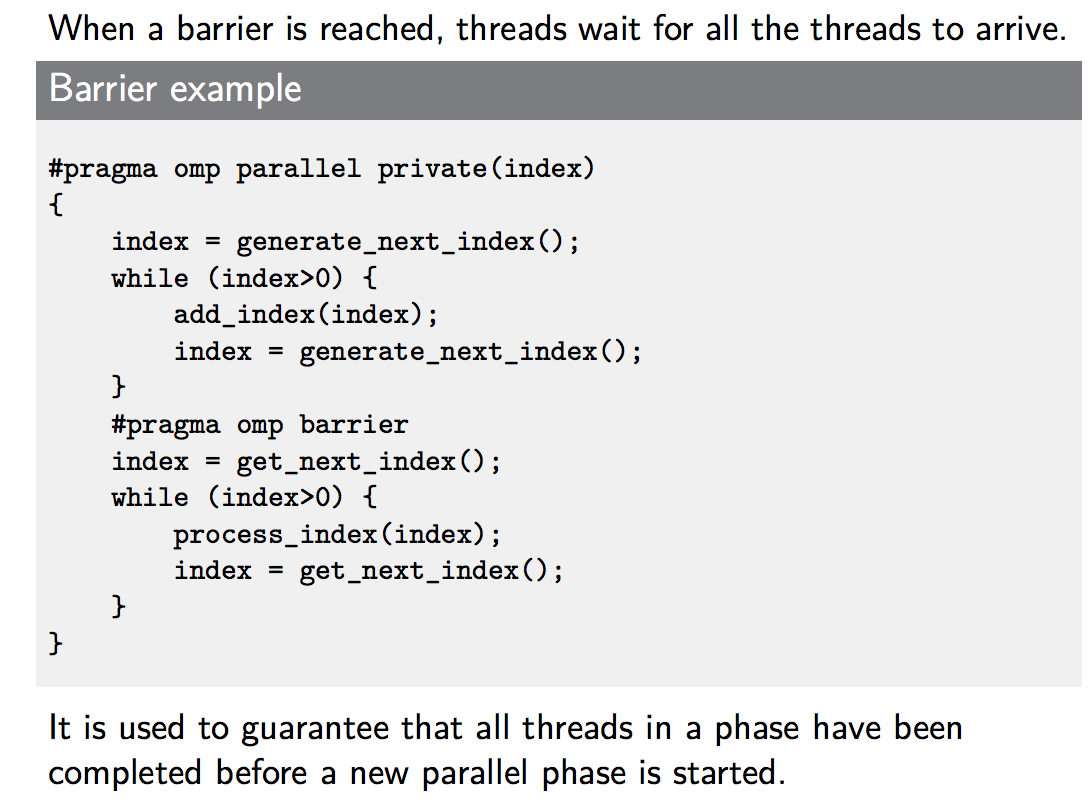 When a barrier is reached, threads wait for all the threads to arrive.
Barrier example
#pragma omp parallel private(index)
{
    index = generate_next_index();
    while (index>0) {
        add_index(index);
        index = generate_next_index();
    }
    #pragma omp barrier
    index = get_next_index();
    while (index>0) {
        process_index(index);
        index = get_next_index();
    }
}
It is used to guarantee that all threads in a phase have been
completed before a new parallel phase is started.